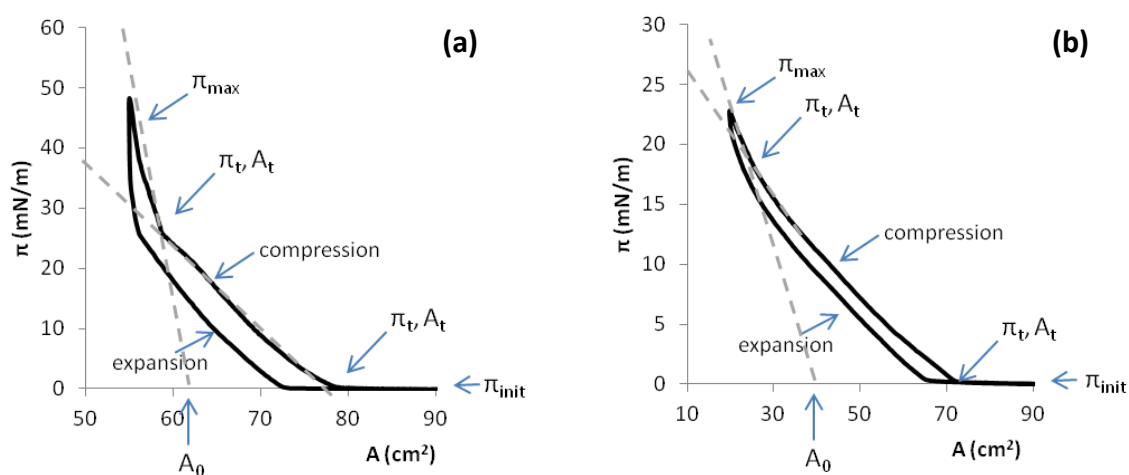 (a)
π (mN/m)
60
50
40
30
20
10
0
πmax
πt, At
compression
πt, At
expansion
πinit
50
60
70
80
90
A (cm²)
A0
(b)
π (mN/m)
30
25
20
15
10
5
0
πmax
πt, At
compression
expansion
πt, At
πinit
10
30
50
70
90
A (cm²)
A0